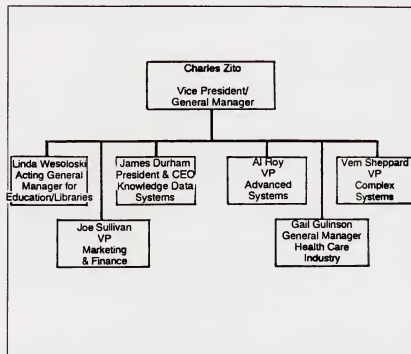 Charles Zito
Vice President/
General Manager
Linda Wesoloski
Acting General
Manager for
Education/Libraries
James Durham
President & CEO
Knowledge Data
Systems
Al Roy
VP
Advanced
Systems
Vern Sheppard
VP
Complex
Systems
Joe Sullivan
VP
Marketing
& Finance
Gail Gulinson
General Manager
Health Care
Industry